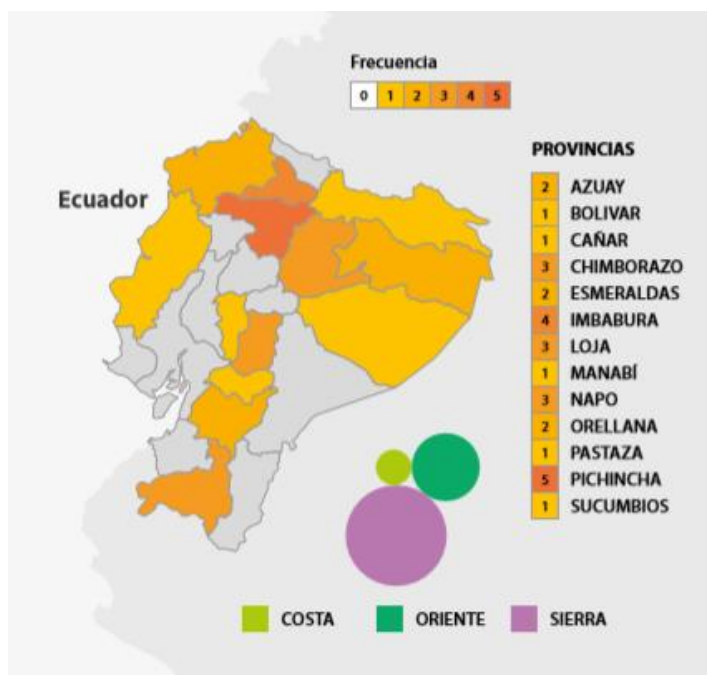 Frecuencia
0 1 2 3 4 5
PROVINCIAS
2 AZUAY
1 BOLIVAR
1 CAÑAR
3 CHIMBORAZO
2 ESMERALDAS
4 IMBABURA
3 LOJA
1 MANABÍ
3 NAPO
2 ORELLANA
1 PASTAZA
5 PICHINCHA
1 SUCUMBIOS
Ecuador
COSTA ORIENTE SIERRA